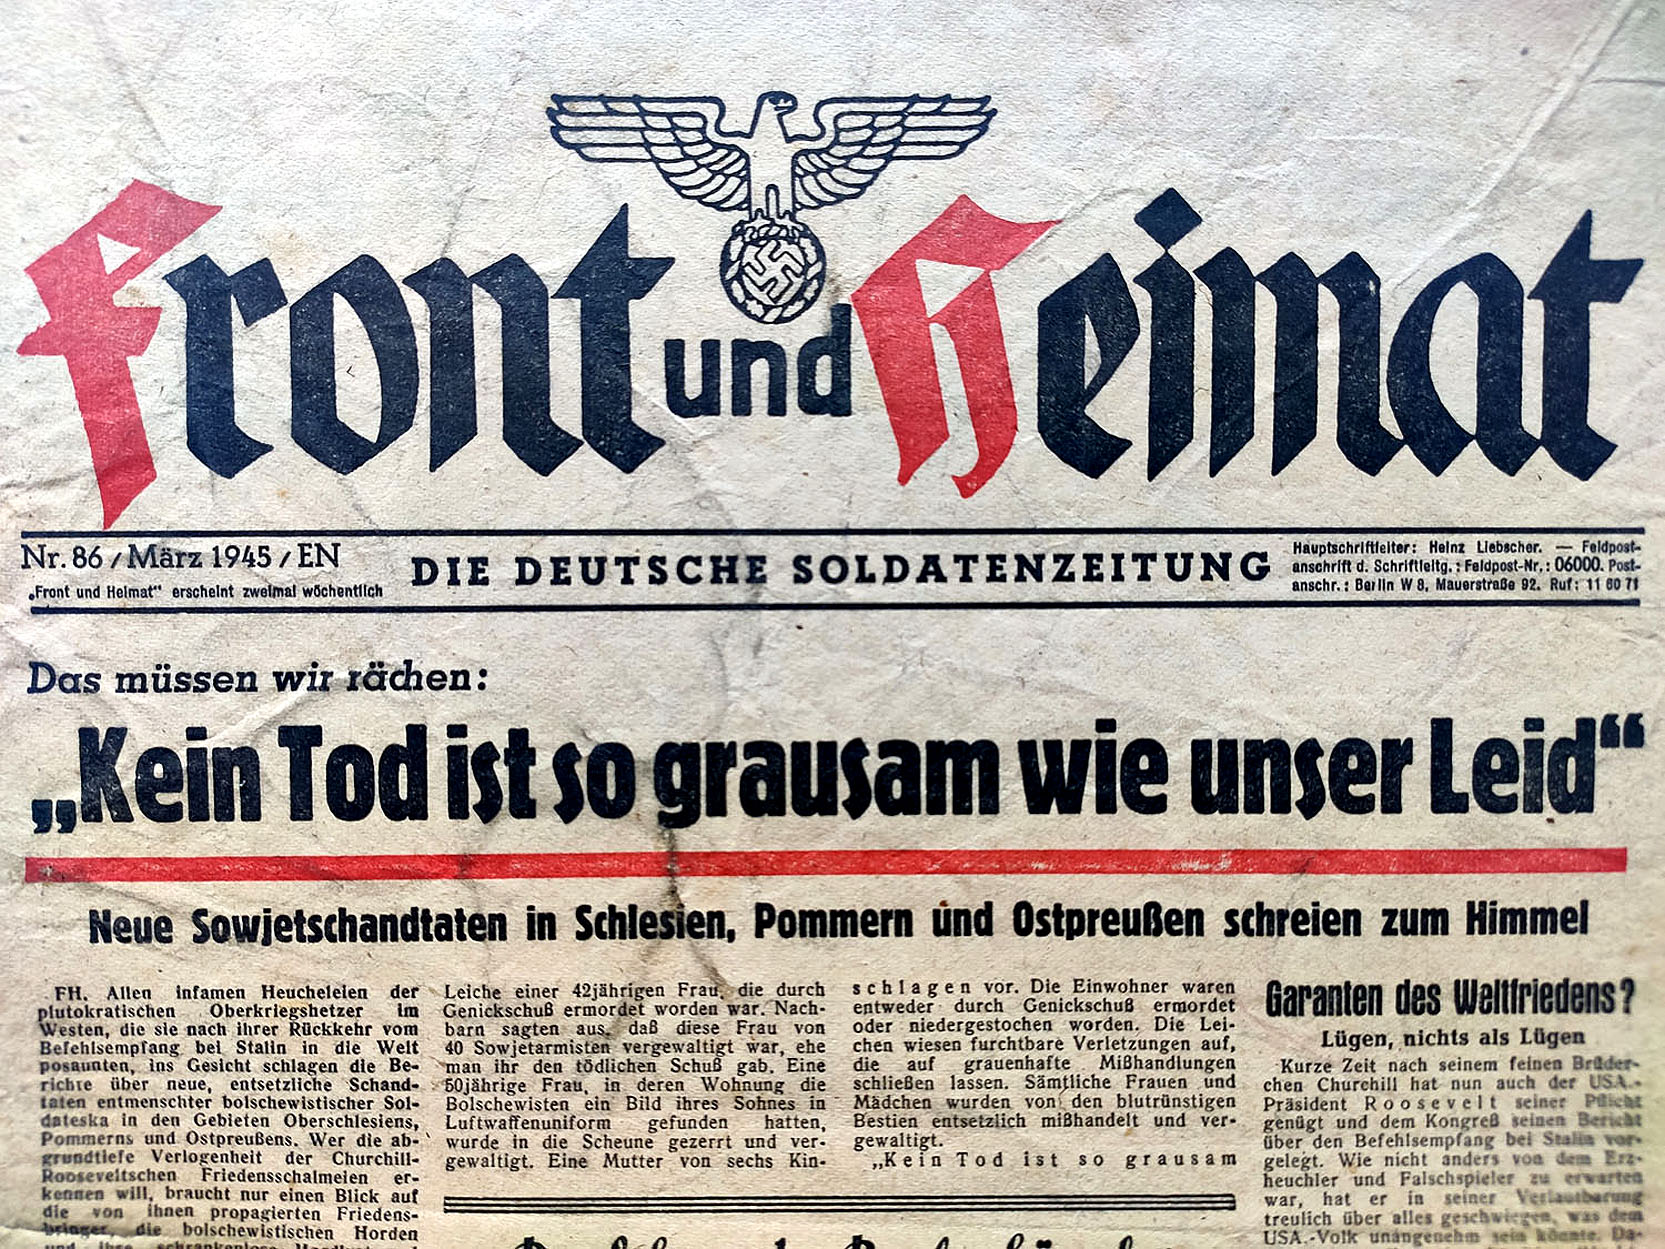 Front und Heimat
Nr. 86 / März 1945 / EN
„Front und Heimat“ erscheint zweimal wöchentlich
DIE DEUTSCHE SOLDATENZEITUNG
Hauptschriftleiter: Heinz Liebscher. — Feldpost-
anschrift d. Schriftleitg.: Feldpost-Nr.: 06000. Post-
anschr.: Berlin W 8, Mauerstraße 92. Ruf: 11 60 71
Das müssen wir rächen:
„Kein Tod ist so grausam wie unser Leid“
Neue Sowjetschandtaten in Schlesien, Pommern und Ostpreußen schreien zum Himmel
FH. Allen infamen Heucheleien der
plutokratischen Oberkriegshetzer im
Westen, die sie nach ihrer Rückkehr vom
Befehlsempfang bei Stalin in die Welt
posaunten, ins Gesicht schlagen die Be-
richte über neue, entsetzliche Schand-
taten entmenschter bolschewistischer Sol-
dateska in den Gebieten Oberschlesiens,
Pommerns und Ostpreußens. Wer die ab-
grundtiefe Verlogenheit der Churchill-
Rooseveltschen Friedensschalmeien er-
kennen will, braucht nur einen Blick auf
die von ihnen propagierten Friedens-
bringer, die bolschewistischen Horden
und ihre schrankenlose
Leiche einer 42jährigen Frau, die durch
Genickschuß ermordet worden war. Nach-
barn sagten aus, daß diese Frau von
40 Sowjetarmisten vergewaltigt war, ehe
man ihr den tödlichen Schuß gab. Eine
60jährige Frau, in deren Wohnung die
Bolschewisten ein Bild ihres Sohnes in
Luftwaffenuniform gefunden hatten,
wurde in die Scheune gezerrt und ver-
gewaltigt. Eine Mutter von sechs Kin-
schlagen vor. Die Einwohner waren
entweder durch Genickschuß ermordet
oder niedergestochen worden. Die Lei-
chen wiesen furchtbare Verletzungen auf,
die auf grauenhafte Mißhandlungen
schließen lassen. Sämtliche Frauen und
Mädchen wurden von den blutrünstigen
Bestien entsetzlich mißhandelt und ver-
gewaltigt.
„Kein Tod ist so grausam
Garanten des Weltfriedens?
Lügen, nichts als Lügen
Kurze Zeit nach seinem feinen Brüder-
chen Churchill hat nun auch der USA.-
Präsident Roosevelt seiner Pflicht
genügt und dem Kongreß seinen Bericht
über den Befehlsempfang bei Stalin vor-
gelegt. Wie nicht anders von dem Erz-
heuchler und Falschspieler zu erwarten
war, hat er in seiner Verlautbarung
treulich über alles geschwiegen, was dem
USA.-Volk unangenehm sein könnte. Da-